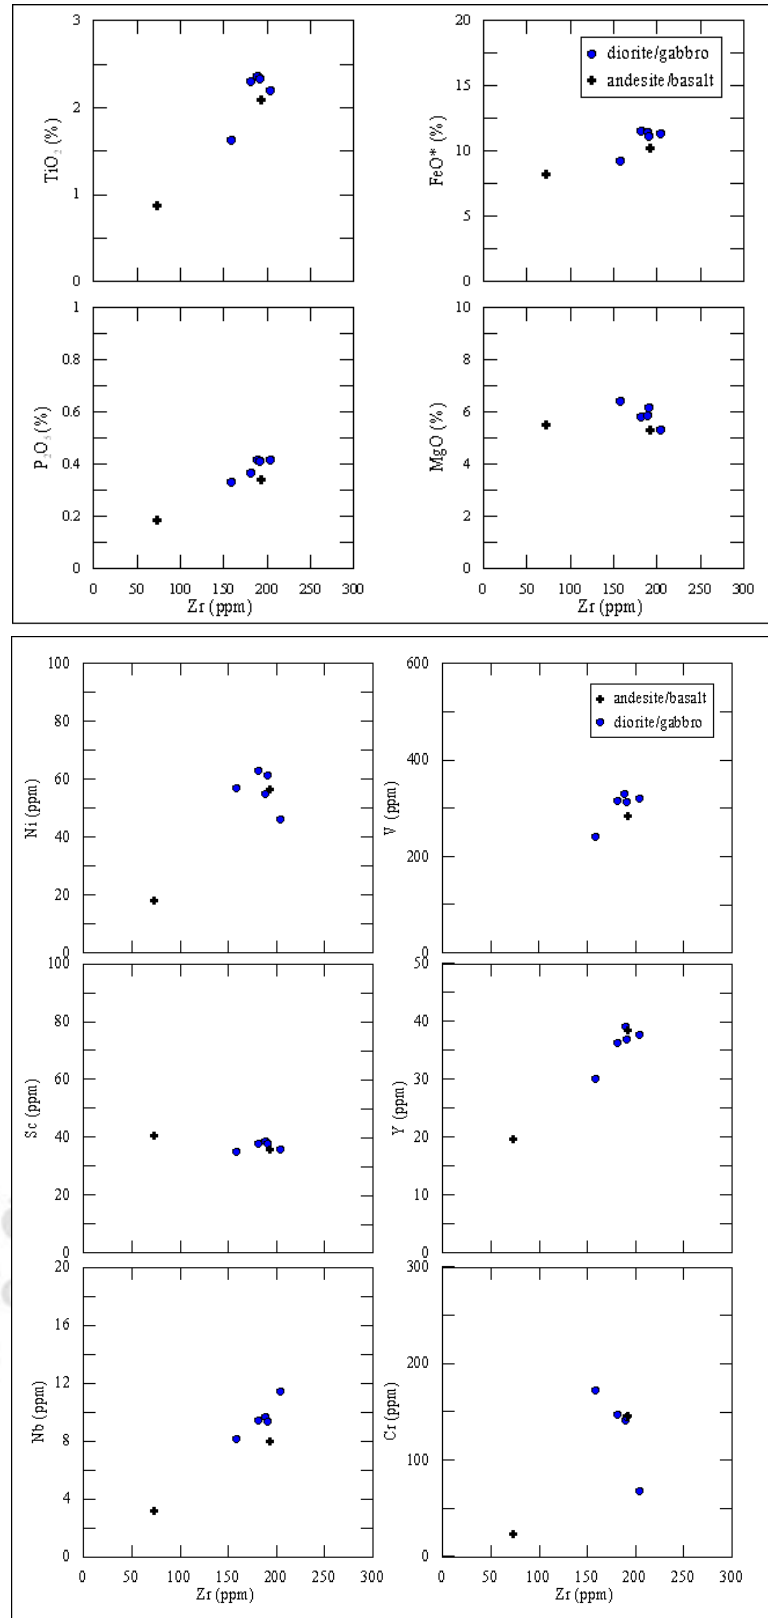 3
2
1
0
TiO₂ (%)
20
15
10
5
0
FeO* (%)
diorite/gabbro
andesite/basalt
1
0.8
0.6
0.4
0.2
0
P₂O₅ (%)
0 50 100 150 200 250 300
Zr (ppm)
10
8
6
4
2
0
MgO (%)
0 50 100 150 200 250 300
Zr (ppm)
100
80
60
40
20
0
Ni (ppm)
600
400
200
0
V (ppm)
andesite/basalt
diorite/gabbro
100
80
60
40
20
0
Sc (ppm)
50
40
30
20
10
0
Y (ppm)
20
16
12
8
4
0
Nb (ppm)
0 50 100 150 200 250 300
Zr (ppm)
300
200
100
0
Cr (ppm)
0 50 100 150 200 250 300
Zr (ppm)